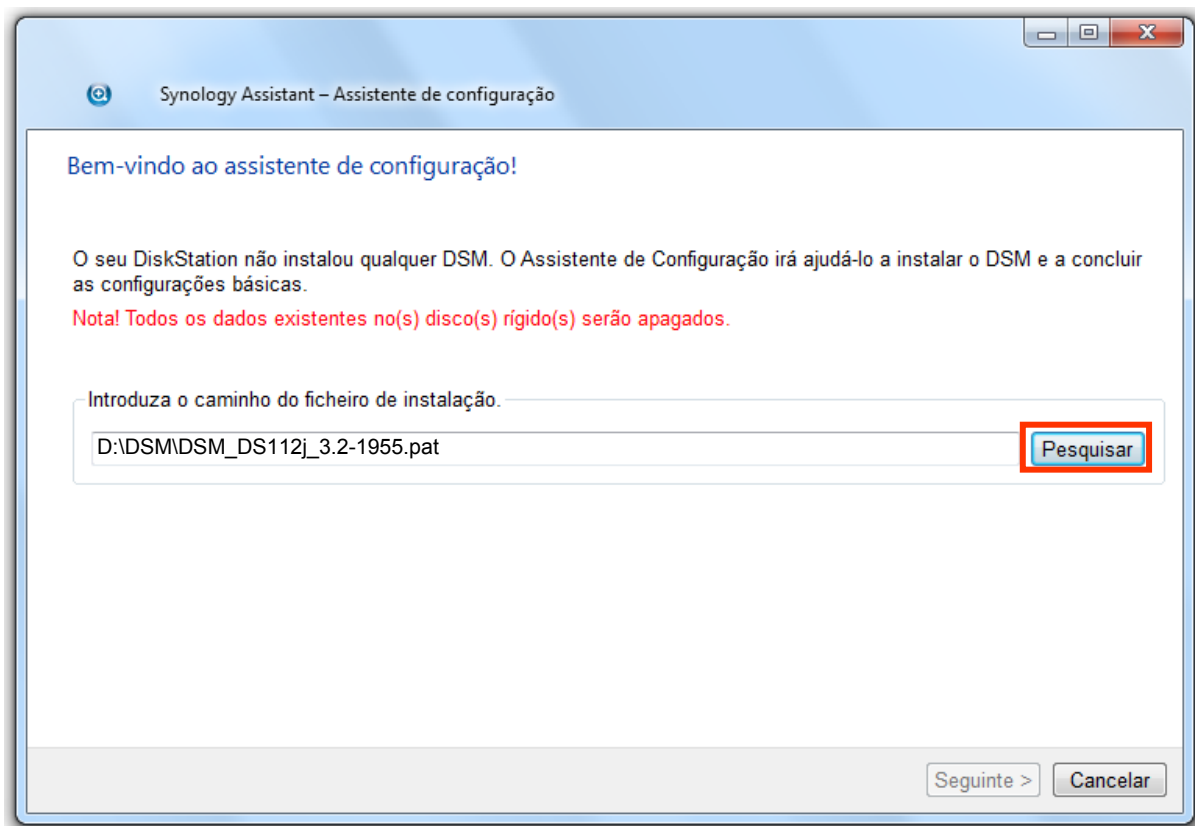 Synology Assistant – Assistente de configuração
Bem-vindo ao assistente de configuração!
O seu DiskStation não instalou qualquer DSM. O Assistente de Configuração irá ajudá-lo a instalar o DSM e a concluir
as configurações básicas.
Nota! Todos os dados existentes no(s) disco(s) rígido(s) serão apagados.
Introduza o caminho do ficheiro de instalação.
D:\DSM\DSM_DS112j_3.2-1955.pat
Pesquisar
Seguinte >
Cancelar